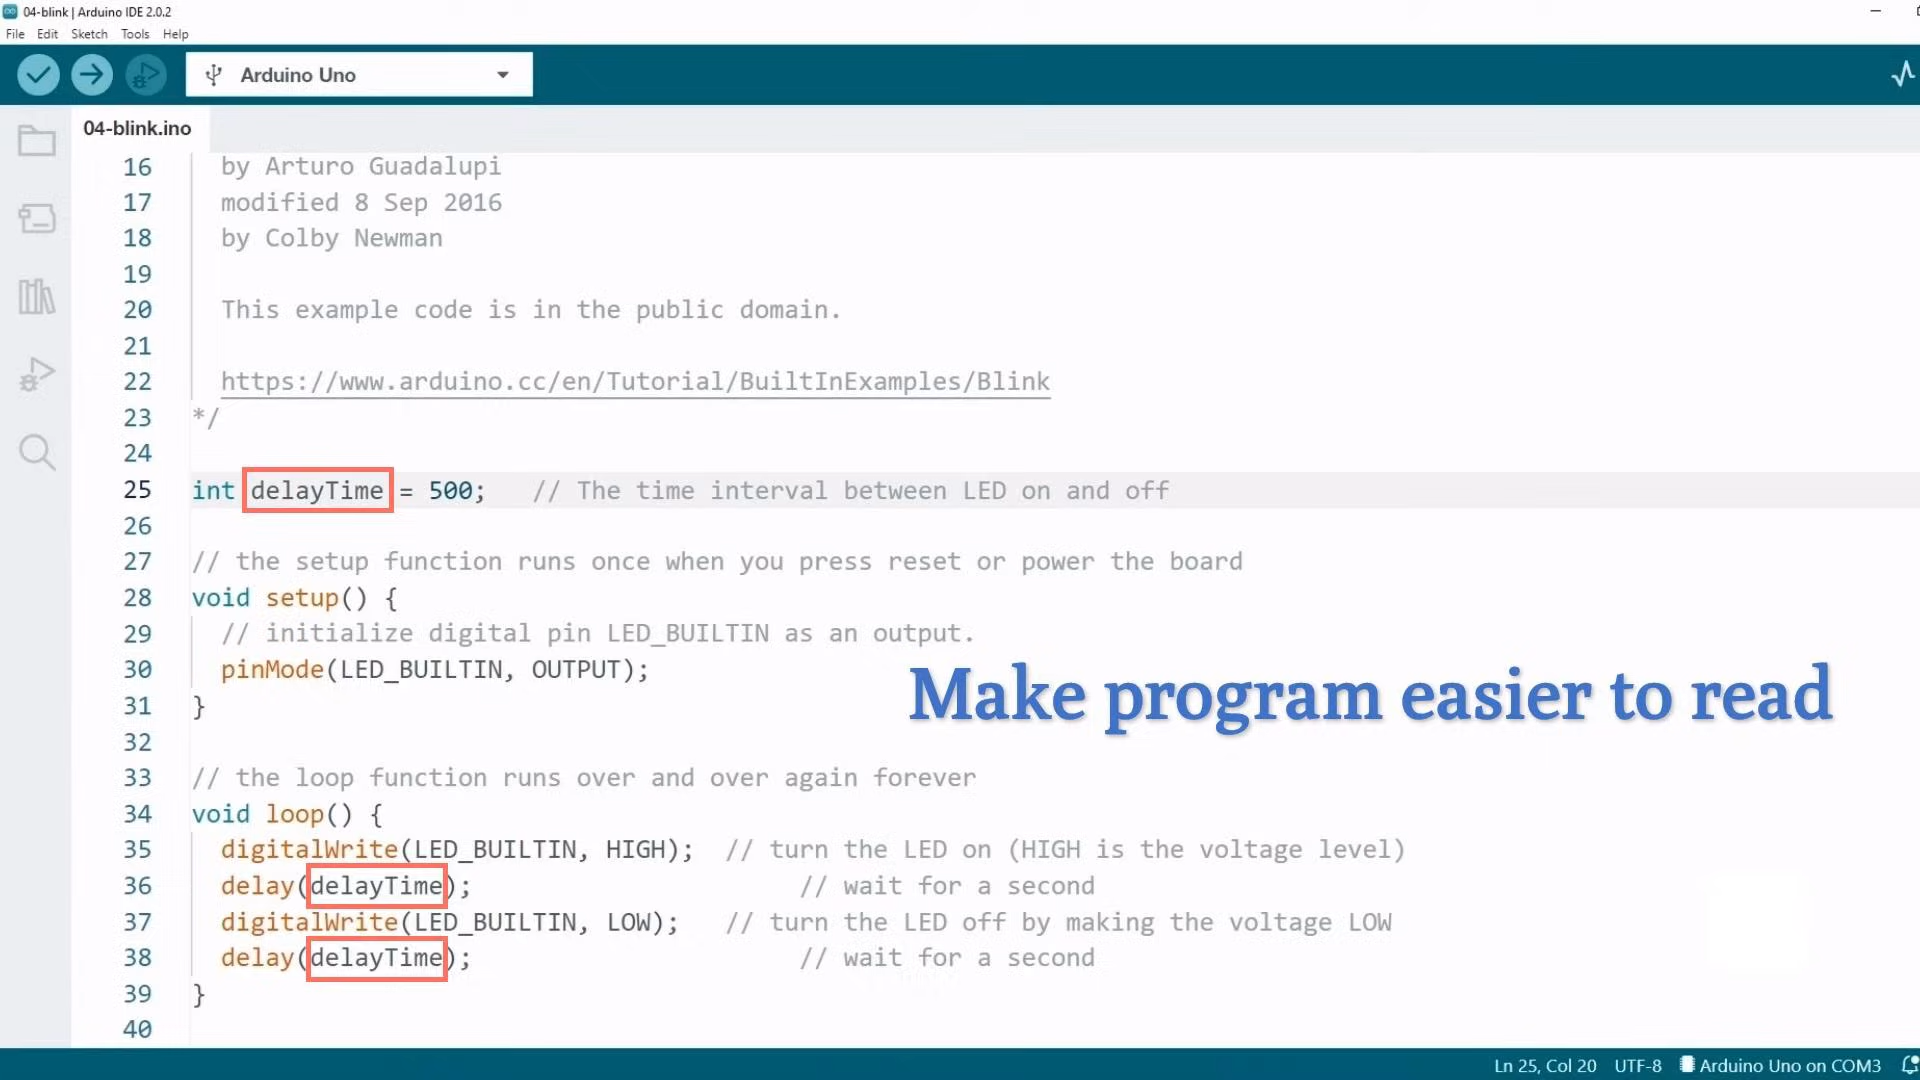 04-blink | Arduino IDE 2.0.2
File Edit Sketch Tools Help
Arduino Uno
04-blink.ino
16 by Arturo Guadalupi
17 modified 8 Sep 2016
18 by Colby Newman
19
20 This example code is in the public domain.
21
22 https://www.arduino.cc/en/Tutorial/BuiltInExamples/Blink
23 */
24
25 int delayTime = 500; // The time interval between LED on and off
26
27 // the setup function runs once when you press reset or power the board
28 void setup() {
29 // initialize digital pin LED_BUILTIN as an output.
30 pinMode(LED_BUILTIN, OUTPUT);
Make program easier to read
31 }
32
33 // the loop function runs over and over again forever
34 void loop() {
35 digitalWrite(LED_BUILTIN, HIGH); // turn the LED on (HIGH is the voltage level)
36 delay(delayTime); // wait for a second
37 digitalWrite(LED_BUILTIN, LOW); // turn the LED off by making the voltage LOW
38 delay(delayTime); // wait for a second
39 }
40
Ln 25, Col 20 UTF-8 Arduino Uno on COM3